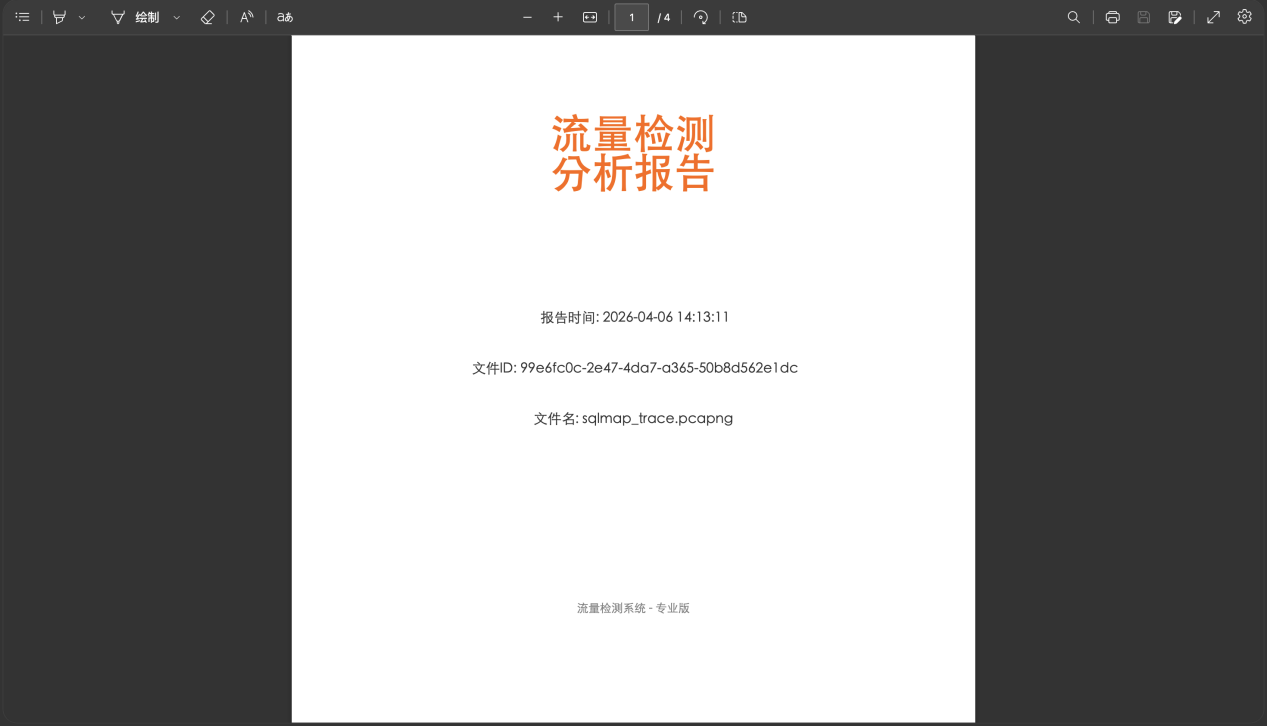 绘制
A
aあ
1
/ 4
流量检测
分析报告
报告时间: 2026-04-06 14:13:11
文件ID: 99e6fc0c-2e47-4da7-a365-50b8d562e1dc
文件名: sqlmap_trace.pcapng
流量检测系统 - 专业版